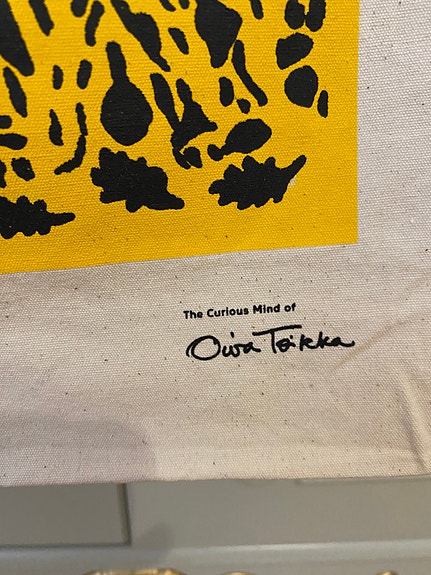 The Curious Mind of
Oiva Toikka